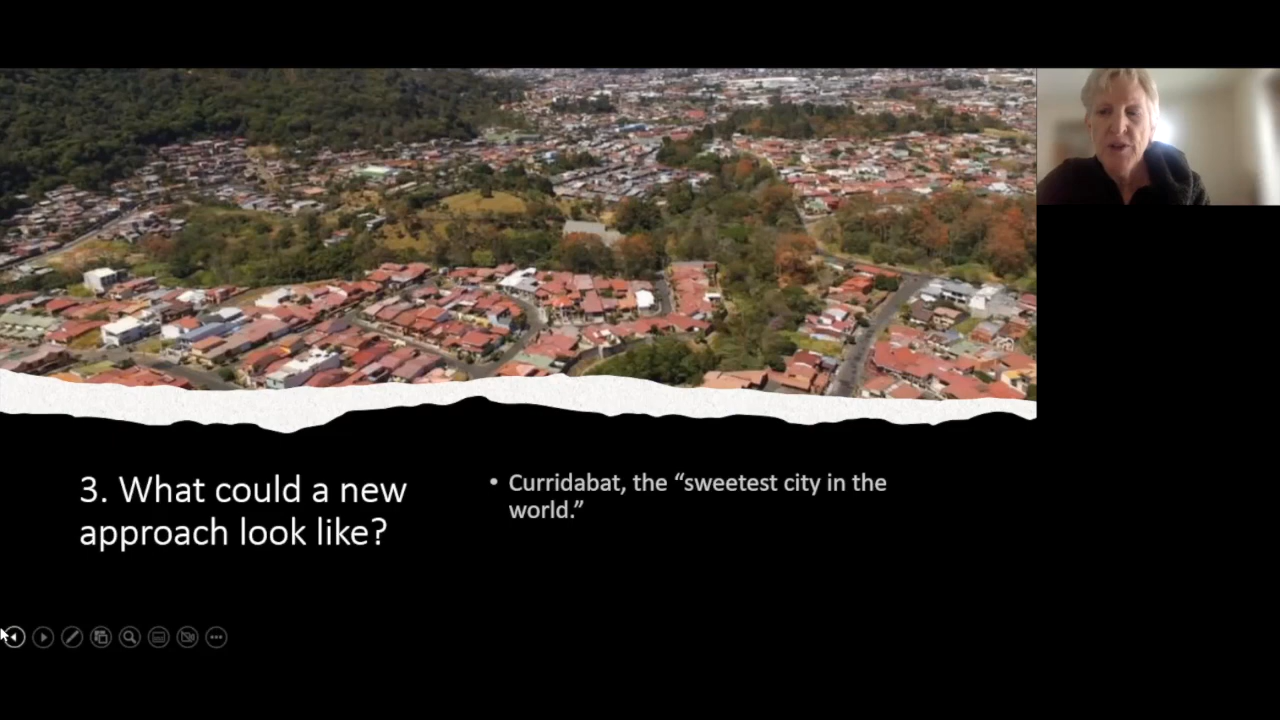 3. What could a new
approach look like?
• Curridabat, the “sweetest city in the
world.”